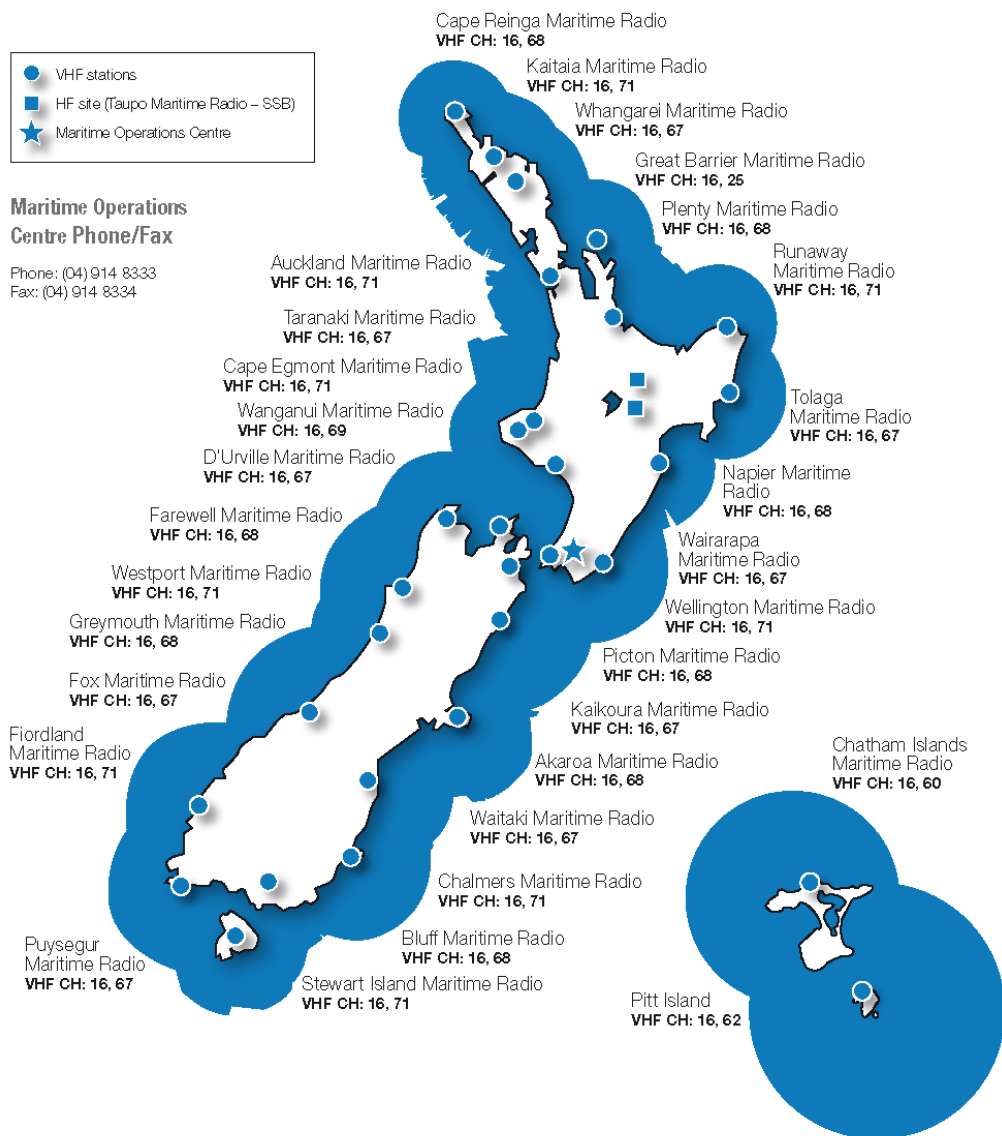 Cape Reinga Maritime Radio
VHF CH: 16, 68
Kaitaia Maritime Radio
VHF CH: 16, 71
Whangarei Maritime Radio
VHF CH: 16, 67
Great Barrier Maritime Radio
VHF CH: 16, 25
Plenty Maritime Radio
VHF CH: 16, 68
Runaway
Maritime Radio
VHF CH: 16, 71
VHF stations
HF site (Taupo Maritime Radio – SSB)
Maritime Operations Centre
Maritime Operations
Centre Phone/Fax
Phone: (04) 914 8333
Fax: (04) 914 8334
Auckland Maritime Radio
VHF CH: 16, 71
Taranaki Maritime Radio
VHF CH: 16, 67
Cape Egmont Maritime Radio
VHF CH: 16, 71
Wanganui Maritime Radio
VHF CH: 16, 69
D'Urville Maritime Radio
VHF CH: 16, 67
Farewell Maritime Radio
VHF CH: 16, 68
Westport Maritime Radio
VHF CH: 16, 71
Greymouth Maritime Radio
VHF CH: 16, 68
Fox Maritime Radio
VHF CH: 16, 67
Fiordland
Maritime Radio
VHF CH: 16, 71
Tolaga
Maritime Radio
VHF CH: 16, 67
Napier Maritime
Radio
VHF CH: 16, 68
Wairarapa
Maritime Radio
VHF CH: 16, 67
Wellington Maritime Radio
VHF CH: 16, 71
Picton Maritime Radio
VHF CH: 16, 68
Kaikoura Maritime Radio
VHF CH: 16, 67
Akaroa Maritime Radio
VHF CH: 16, 68
Waitaki Maritime Radio
VHF CH: 16, 67
Chalmers Maritime Radio
VHF CH: 16, 71
Bluff Maritime Radio
VHF CH: 16, 68
Stewart Island Maritime Radio
VHF CH: 16, 71
Puysegur
Maritime Radio
VHF CH: 16, 67
Chatham Islands
Maritime Radio
VHF CH: 16, 60
Pitt Island
VHF CH: 16, 62